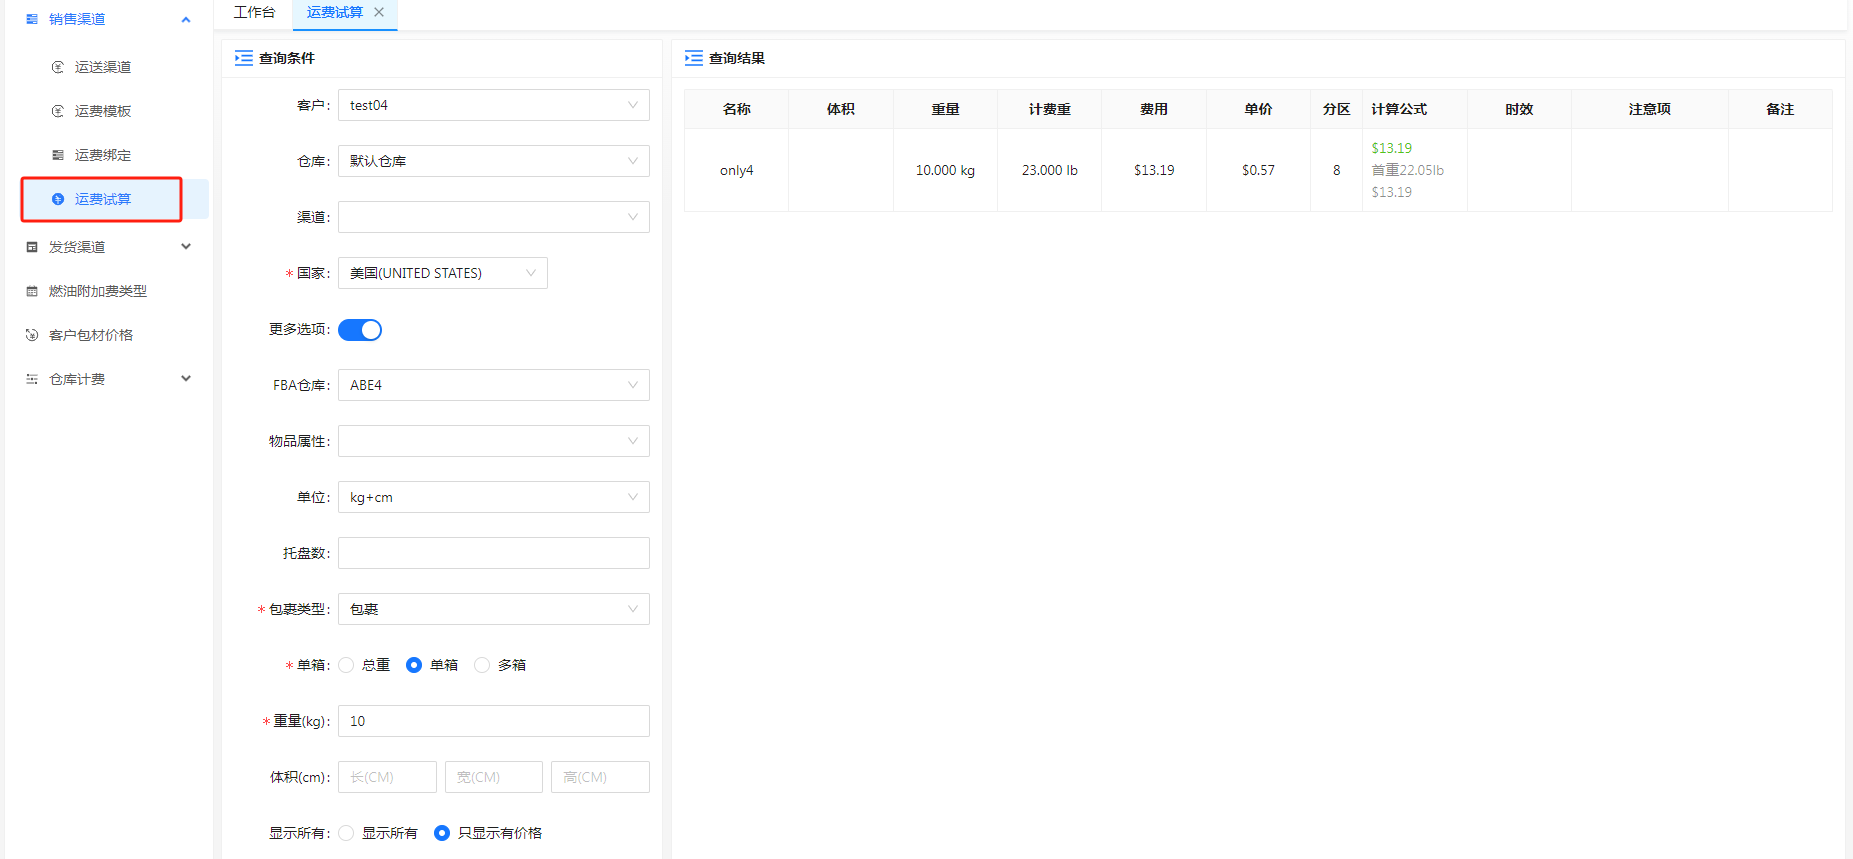 销售渠道
运送渠道
运费模板
运费绑定
运费试算
发货渠道
燃油附加费类型
客户包材价格
仓库计费
工作台
运费试算
查询条件
客户: test04
仓库: 默认仓库
渠道:
* 国家: 美国(UNITED STATES)
更多选项:
FBA仓库: ABE4
物品属性:
单位: kg+cm
托盘数:
* 包裹类型: 包裹
* 单箱: 总重 单箱 多箱
* 重量(kg): 10
体积(cm): 长(CM) 宽(CM) 高(CM)
显示所有: 显示所有 只显示有价格
查询结果
名称 体积 重量 计费重 费用 单价 分区 计算公式 时效 注意项 备注
only4 10.000 kg 23.000 lb $13.19 $0.57 8 $13.19
首重22.05lb
$13.19